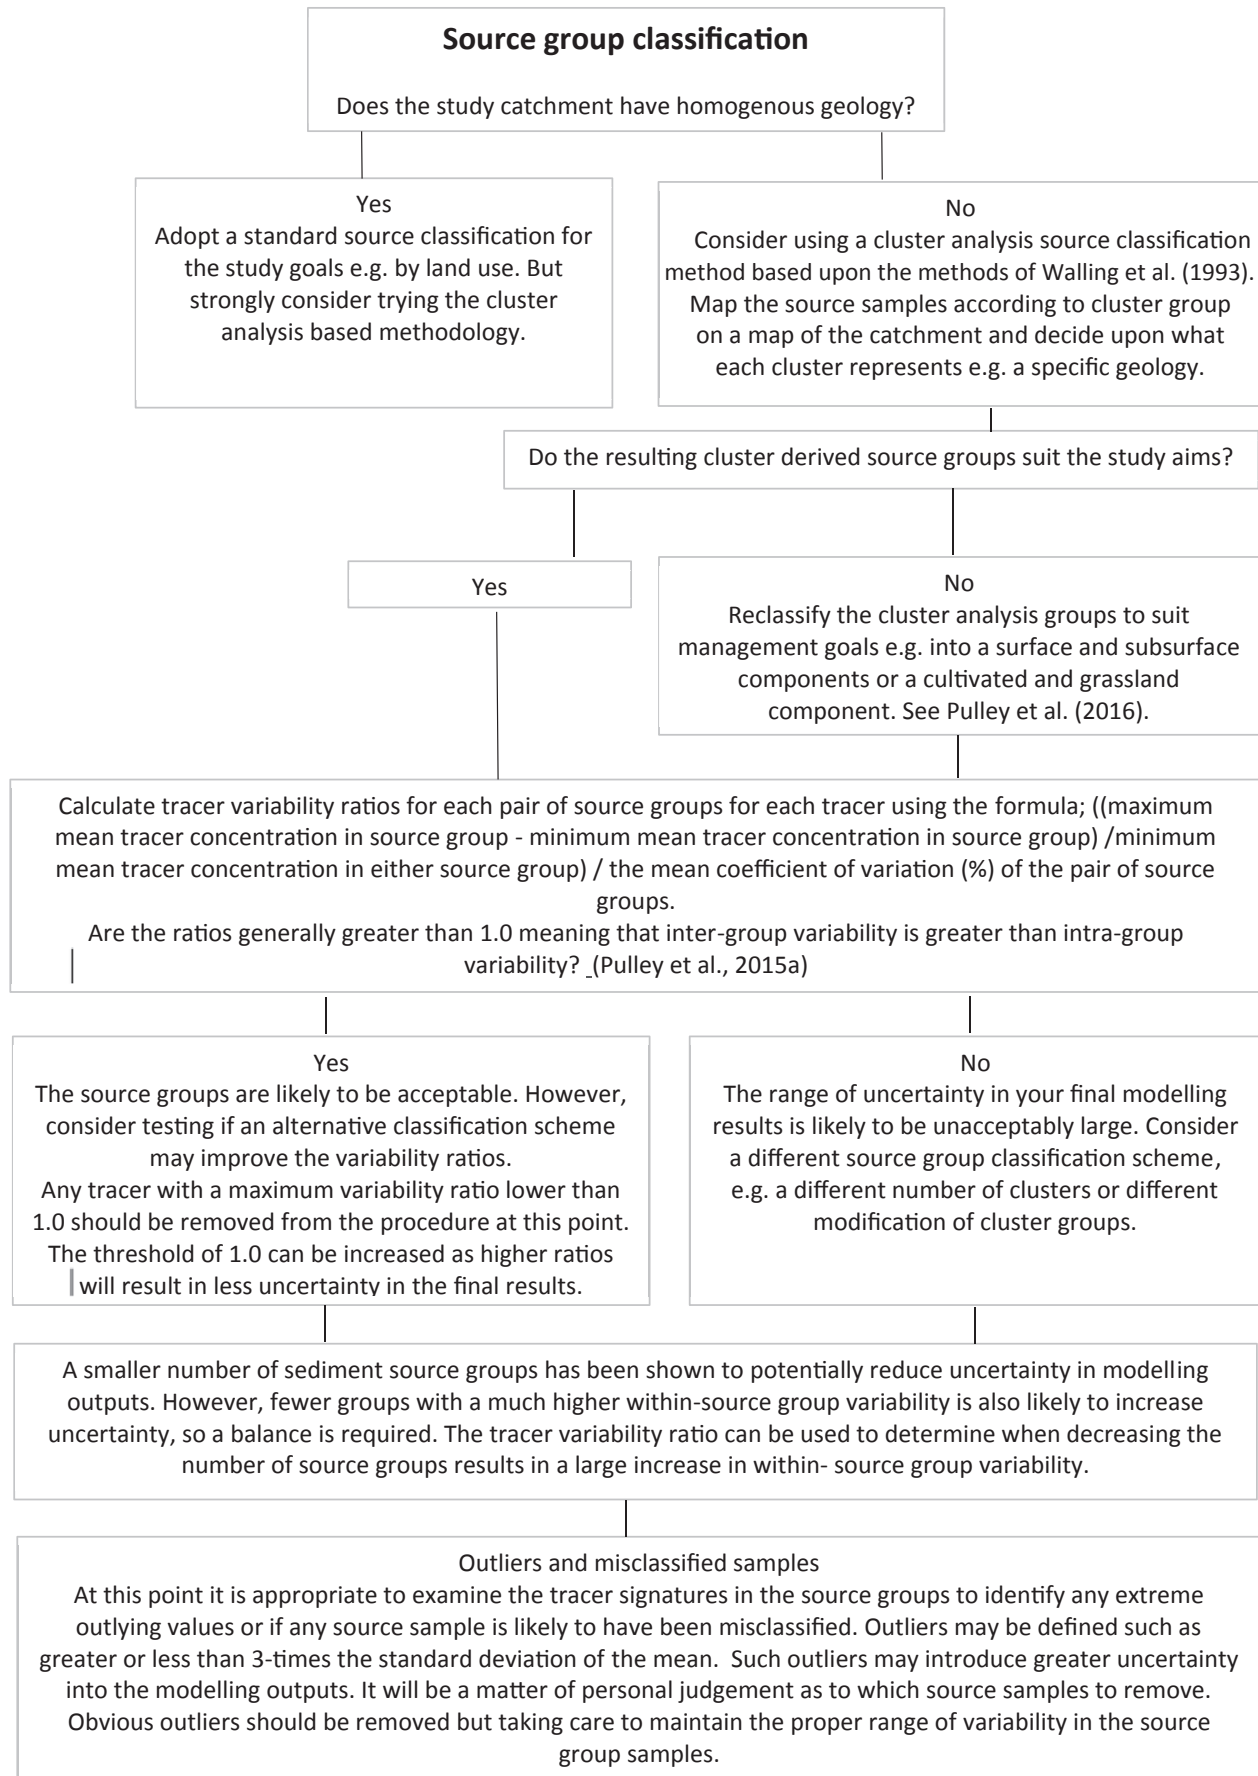 Source group classification
Does the study catchment have homogenous geology?
Yes
Adopt a standard source classification for
the study goals e.g. by land use. But
strongly consider trying the cluster
analysis based methodology.
No
Consider using a cluster analysis source classification
method based upon the methods of Walling et al. (1993).
Map the source samples according to cluster group
on a map of the catchment and decide upon what
each cluster represents e.g. a specific geology.
Do the resulting cluster derived source groups suit the study aims?
Yes
No
Reclassify the cluster analysis groups to suit
management goals e.g. into a surface and subsurface
components or a cultivated and grassland
component. See Pulley et al. (2016).
Calculate tracer variability ratios for each pair of source groups for each tracer using the formula; ((maximum
mean tracer concentration in source group - minimum mean tracer concentration in source group) /minimum
mean tracer concentration in either source group) / the mean coefficient of variation (%) of the pair of source
groups.
Are the ratios generally greater than 1.0 meaning that inter-group variability is greater than intra-group
variability? (Pulley et al., 2015a)
Yes
The source groups are likely to be acceptable. However,
consider testing if an alternative classification scheme
may improve the variability ratios.
Any tracer with a maximum variability ratio lower than
1.0 should be removed from the procedure at this point.
The threshold of 1.0 can be increased as higher ratios
will result in less uncertainty in the final results.
No
The range of uncertainty in your final modelling
results is likely to be unacceptably large. Consider
a different source group classification scheme,
e.g. a different number of clusters or different
modification of cluster groups.
A smaller number of sediment source groups has been shown to potentially reduce uncertainty in modelling
outputs. However, fewer groups with a much higher within-source group variability is also likely to increase
uncertainty, so a balance is required. The tracer variability ratio can be used to determine when decreasing the
number of source groups results in a large increase in within- source group variability.
Outliers and misclassified samples
At this point it is appropriate to examine the tracer signatures in the source groups to identify any extreme
outlying values or if any source sample is likely to have been misclassified. Outliers may be defined such as
greater or less than 3-times the standard deviation of the mean.  Such outliers may introduce greater uncertainty
into the modelling outputs. It will be a matter of personal judgement as to which source samples to remove.
Obvious outliers should be removed but taking care to maintain the proper range of variability in the source
group samples.